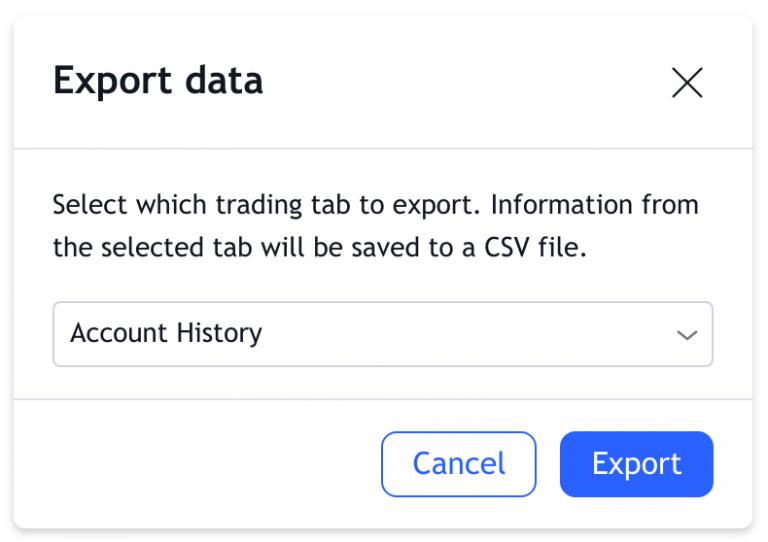 Export data
Select which trading tab to export. Information from
the selected tab will be saved to a CSV file.
Account History
Cancel
Export